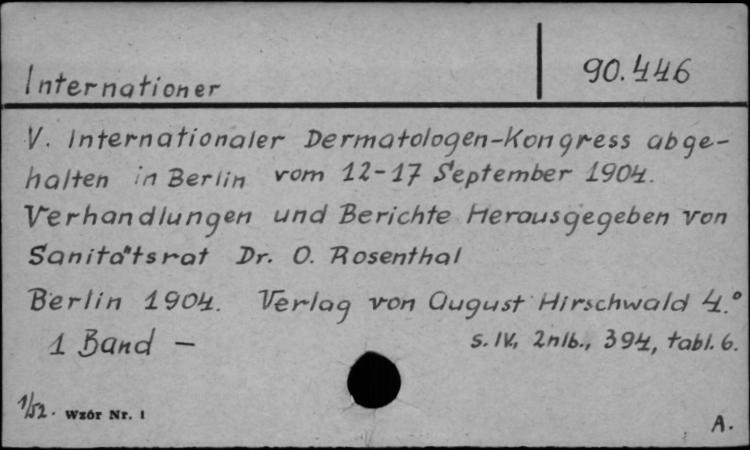 Internationer 90.446
V. Internationaler Dermatologen-Kongress abge-
halten in Berlin vom 12-17 September 1904.
Verhandlungen und Berichte Herausgegeben von
Sanitätsrat Dr. O. Rosenthal
Berlin 1904. Verlag von August Hirschwald 4.°
1 Band — s. IV, 2nlb., 394, tabl. 6.
1/52. Wzór Nr. 1
A.